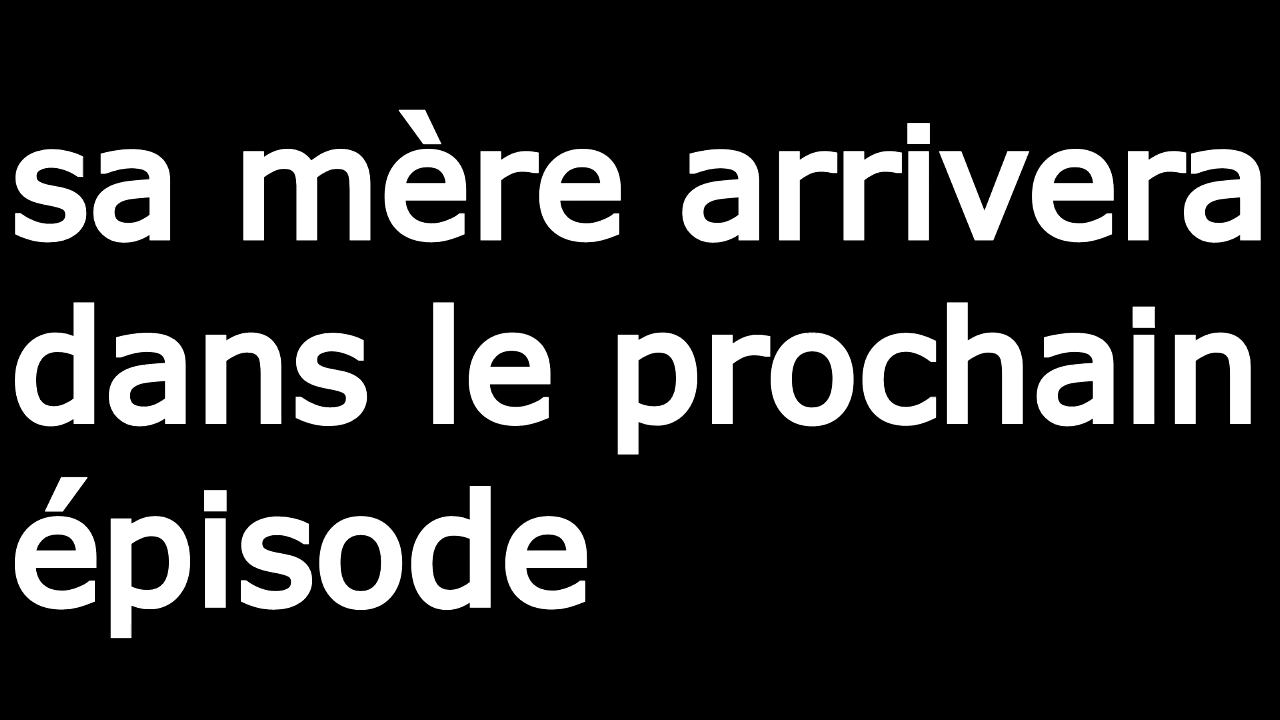 sa mère arrivera
dans le prochain
épisode